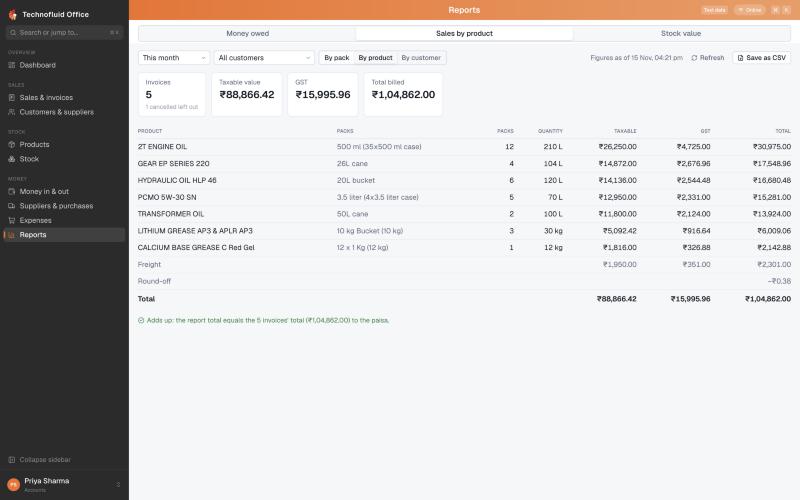 Technofluid Office
Search or jump to... ⌘K
OVERVIEW
Dashboard
SALES
Sales & invoices
Customers & suppliers
STOCK
Products
Stock
MONEY
Money in & out
Suppliers & purchases
Expenses
Reports
Collapse sidebar
PS Priya Sharma
Accounts
Reports
Test data Online ⌘ K
Money owed Sales by product Stock value
This month All customers By pack By product By customer Figures as of 15 Nov, 04:21 pm Refresh Save as CSV
Invoices Taxable value GST Total billed
5 ₹88,866.42 ₹15,995.96 ₹1,04,862.00
1 cancelled left out
PRODUCT PACKS PACKS QUANTITY TAXABLE GST TOTAL
2T ENGINE OIL 500 ml (35x500 ml case) 12 210 L ₹26,250.00 ₹4,725.00 ₹30,975.00
GEAR EP SERIES 220 26L cane 4 104 L ₹14,872.00 ₹2,676.96 ₹17,548.96
HYDRAULIC OIL HLP 46 20L bucket 6 120 L ₹14,136.00 ₹2,544.48 ₹16,680.48
PCMO 5W-30 SN 3.5 liter (4x3.5 liter case) 5 70 L ₹12,950.00 ₹2,331.00 ₹15,281.00
TRANSFORMER OIL 50L cane 2 100 L ₹11,800.00 ₹2,124.00 ₹13,924.00
LITHIUM GREASE AP3 & APLR AP3 10 kg Bucket (10 kg) 3 30 kg ₹5,092.42 ₹916.64 ₹6,009.06
CALCIUM BASE GREASE C Red Gel 12 x 1 Kg (12 kg) 1 12 kg ₹1,816.00 ₹326.88 ₹2,142.88
Freight ₹1,950.00 ₹351.00 ₹2,301.00
Round-off −₹0.38
Total ₹88,866.42 ₹15,995.96 ₹1,04,862.00
Adds up: the report total equals the 5 invoices' total (₹1,04,862.00) to the paisa.